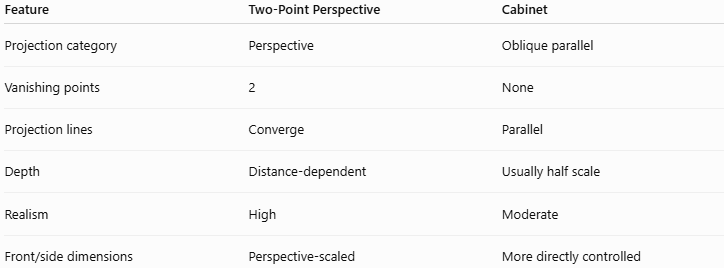 Feature Two-Point Perspective Cabinet
Projection category Perspective Oblique parallel
Vanishing points 2 None
Projection lines Converge Parallel
Depth Distance-dependent Usually half scale
Realism High Moderate
Front/side dimensions Perspective-scaled More directly controlled